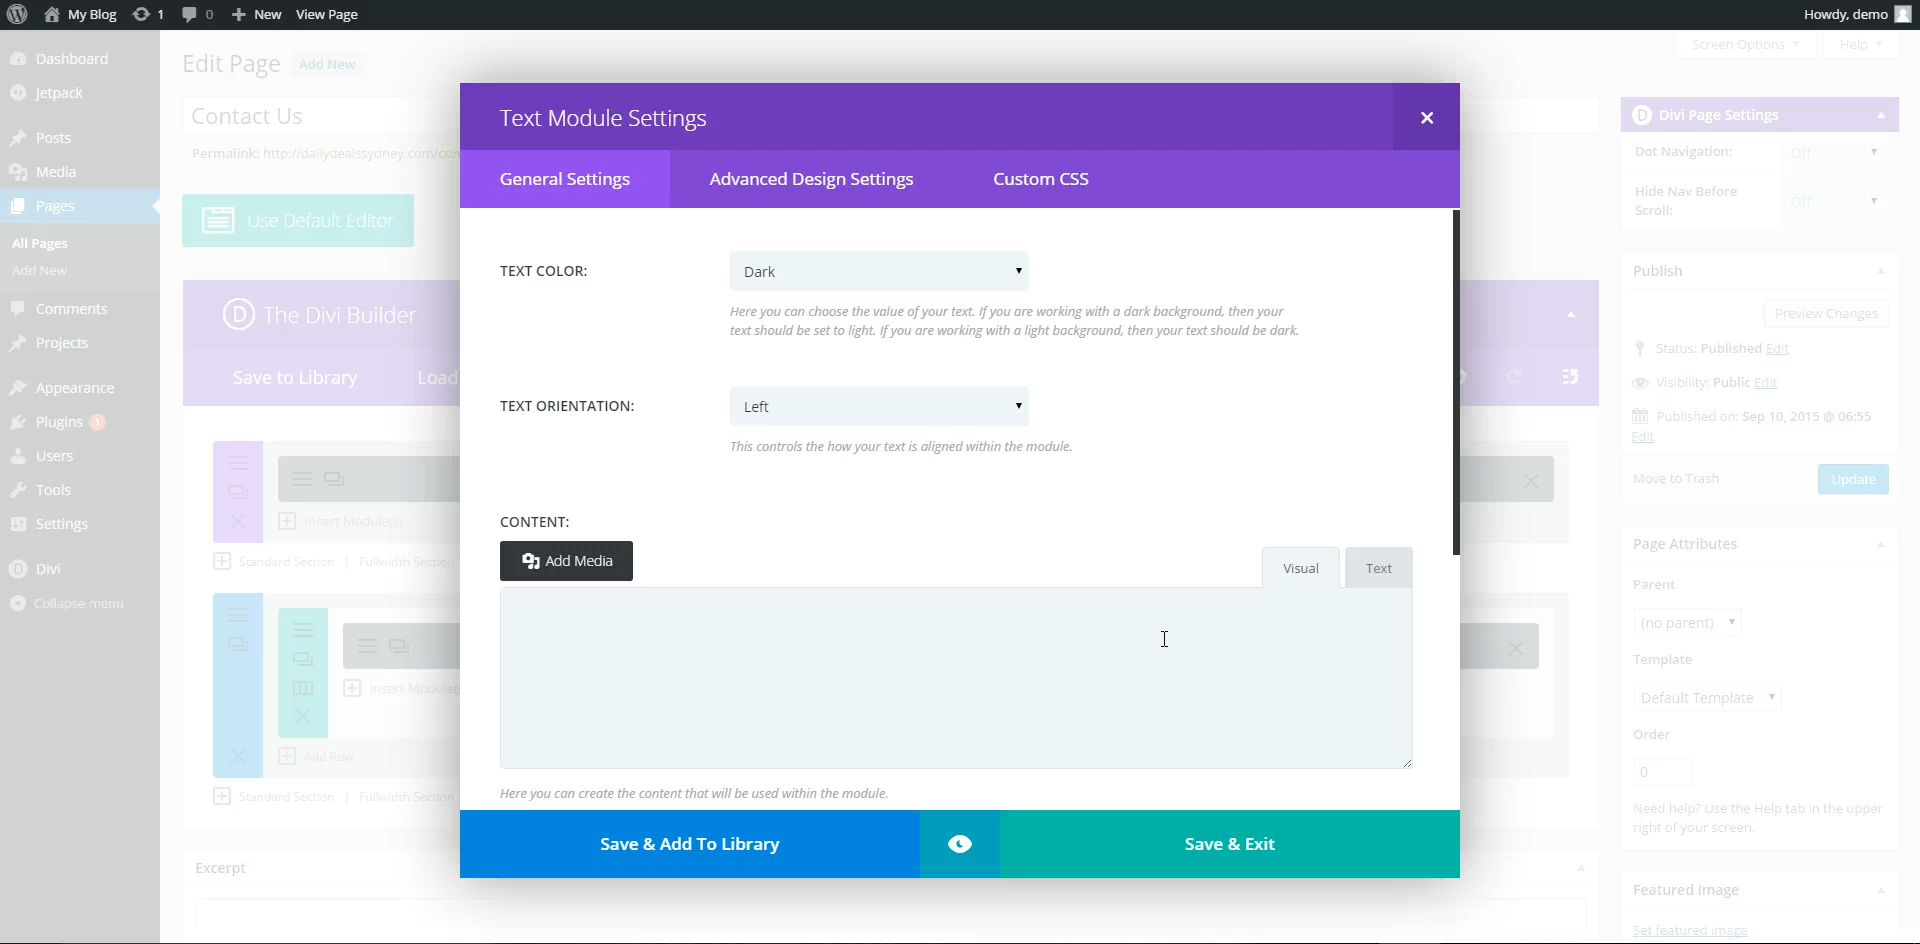 My Blog
1
0
New
View Page
Howdy, demo
Dashboard
Jetpack
Posts
Media
Pages
All Pages
Add New
Comments
Projects
Appearance
Plugins 1
Users
Tools
Settings
Divi
Collapse menu
Edit Page
Add New
Screen Options
Help
Contact Us
Permalink: http://dailydealssydney.com/con
Use Default Editor
D The Divi Builder
Save to Library
Load
Insert Module(s)
Standard Section | Fullwidth Section
Insert Module(s
Add Row
Standard Section | Fullwidth Section
Excerpt
Text Module Settings
General Settings
Advanced Design Settings
Custom CSS
TEXT COLOR:
Dark
Here you can choose the value of your text. If you are working with a dark background, then your
text should be set to light. If you are working with a light background, then your text should be dark.
TEXT ORIENTATION:
Left
This controls the how your text is aligned within the module.
CONTENT:
Add Media
Visual
Text
Here you can create the content that will be used within the module.
Save & Add To Library
Save & Exit
D Divi Page Settings
Dot Navigation:
Off
Hide Nav Before
Scroll:
Off
Publish
Preview Changes
Status: Published Edit
Visibility: Public Edit
Published on: Sep 10, 2015 @ 06:55
Edit
Move to Trash
Update
Page Attributes
Parent
(no parent)
Template
Default Template
Order
0
Need help? Use the Help tab in the upper
right of your screen.
Featured Image
Set featured image